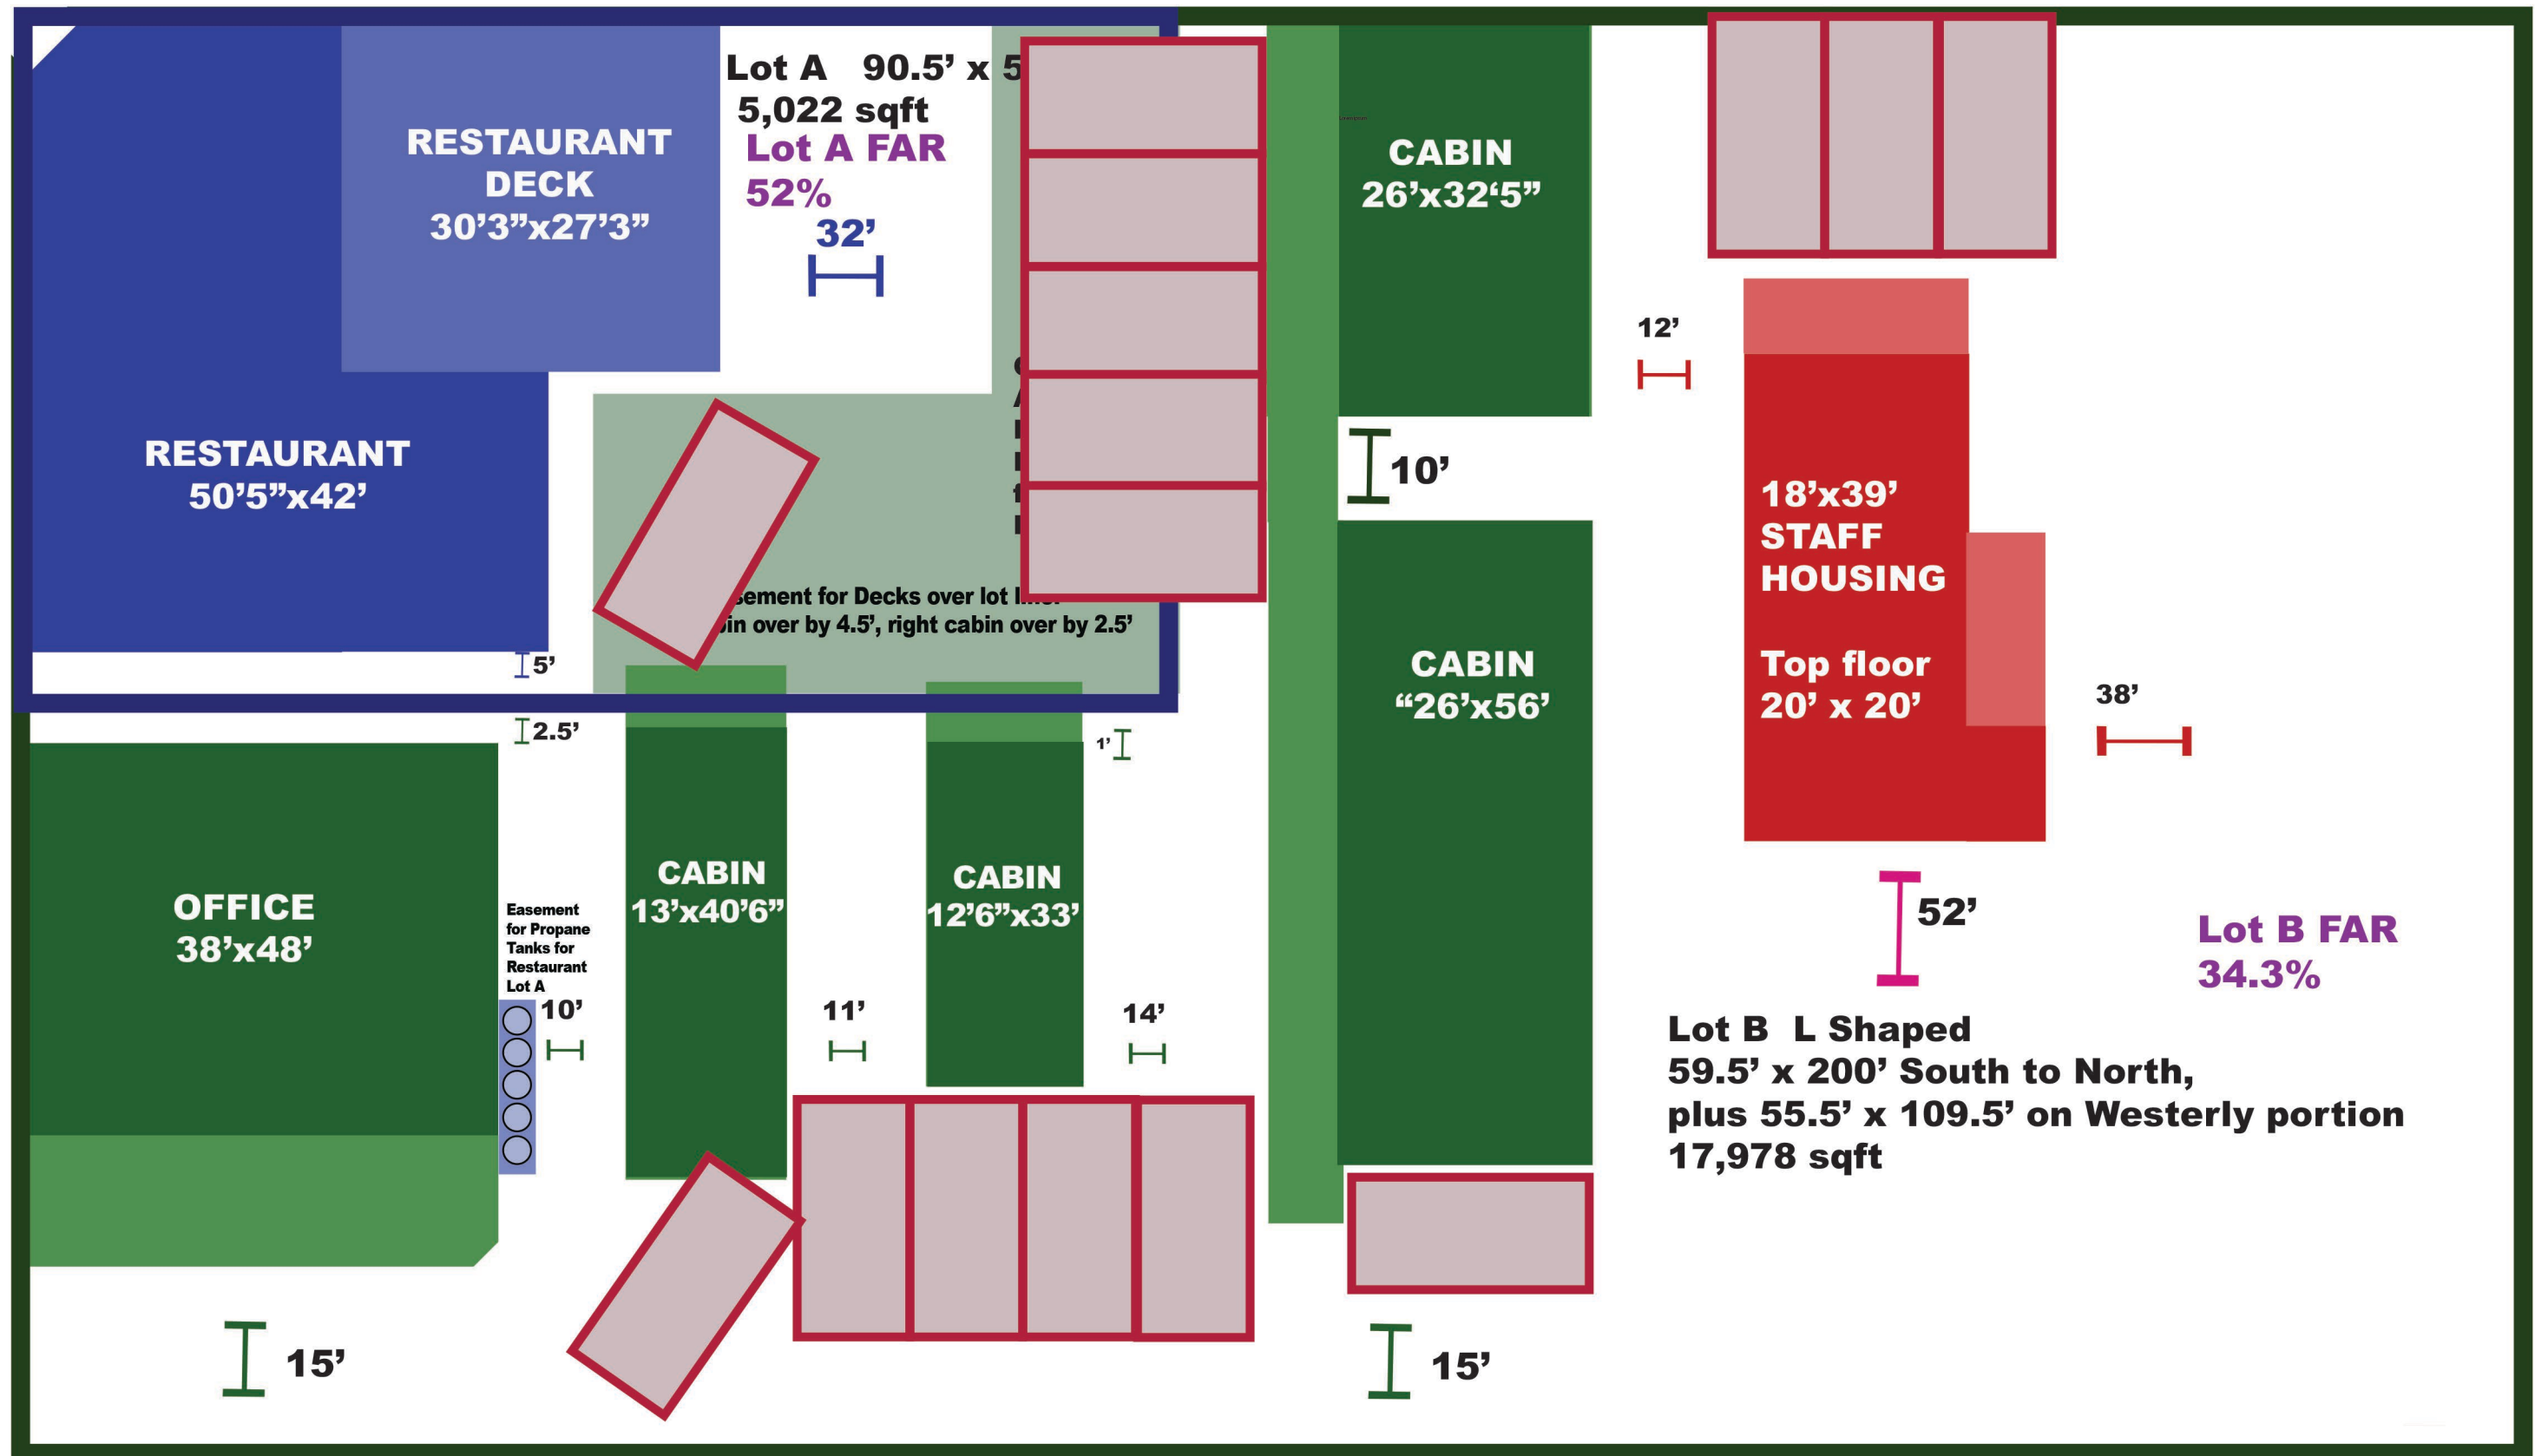 Lot A 90.5’ x 5
5,022 sqft
Lot A FAR
52%
32’
RESTAURANT
DECK
30’3”x27’3”
RESTAURANT
50’5”x42’
CABIN
26’x32‘5”
12’
10’
18’x39’
STAFF
HOUSING
Top floor
20’ x 20’
for Decks over lot
over by 4.5’, right cabin over by 2.5’
5’
2.5’
1’
CABIN
“26’x56’
38’
OFFICE
38’x48’
Easement
for Propane
Tanks for
Restaurant
Lot A
10’
CABIN
13’x40’6”
CABIN
12’6”x33’
11’
14’
52’
Lot B FAR
34.3%
Lot B L Shaped
59.5’ x 200’ South to North,
plus 55.5’ x 109.5’ on Westerly portion
17,978 sqft
15’
15’